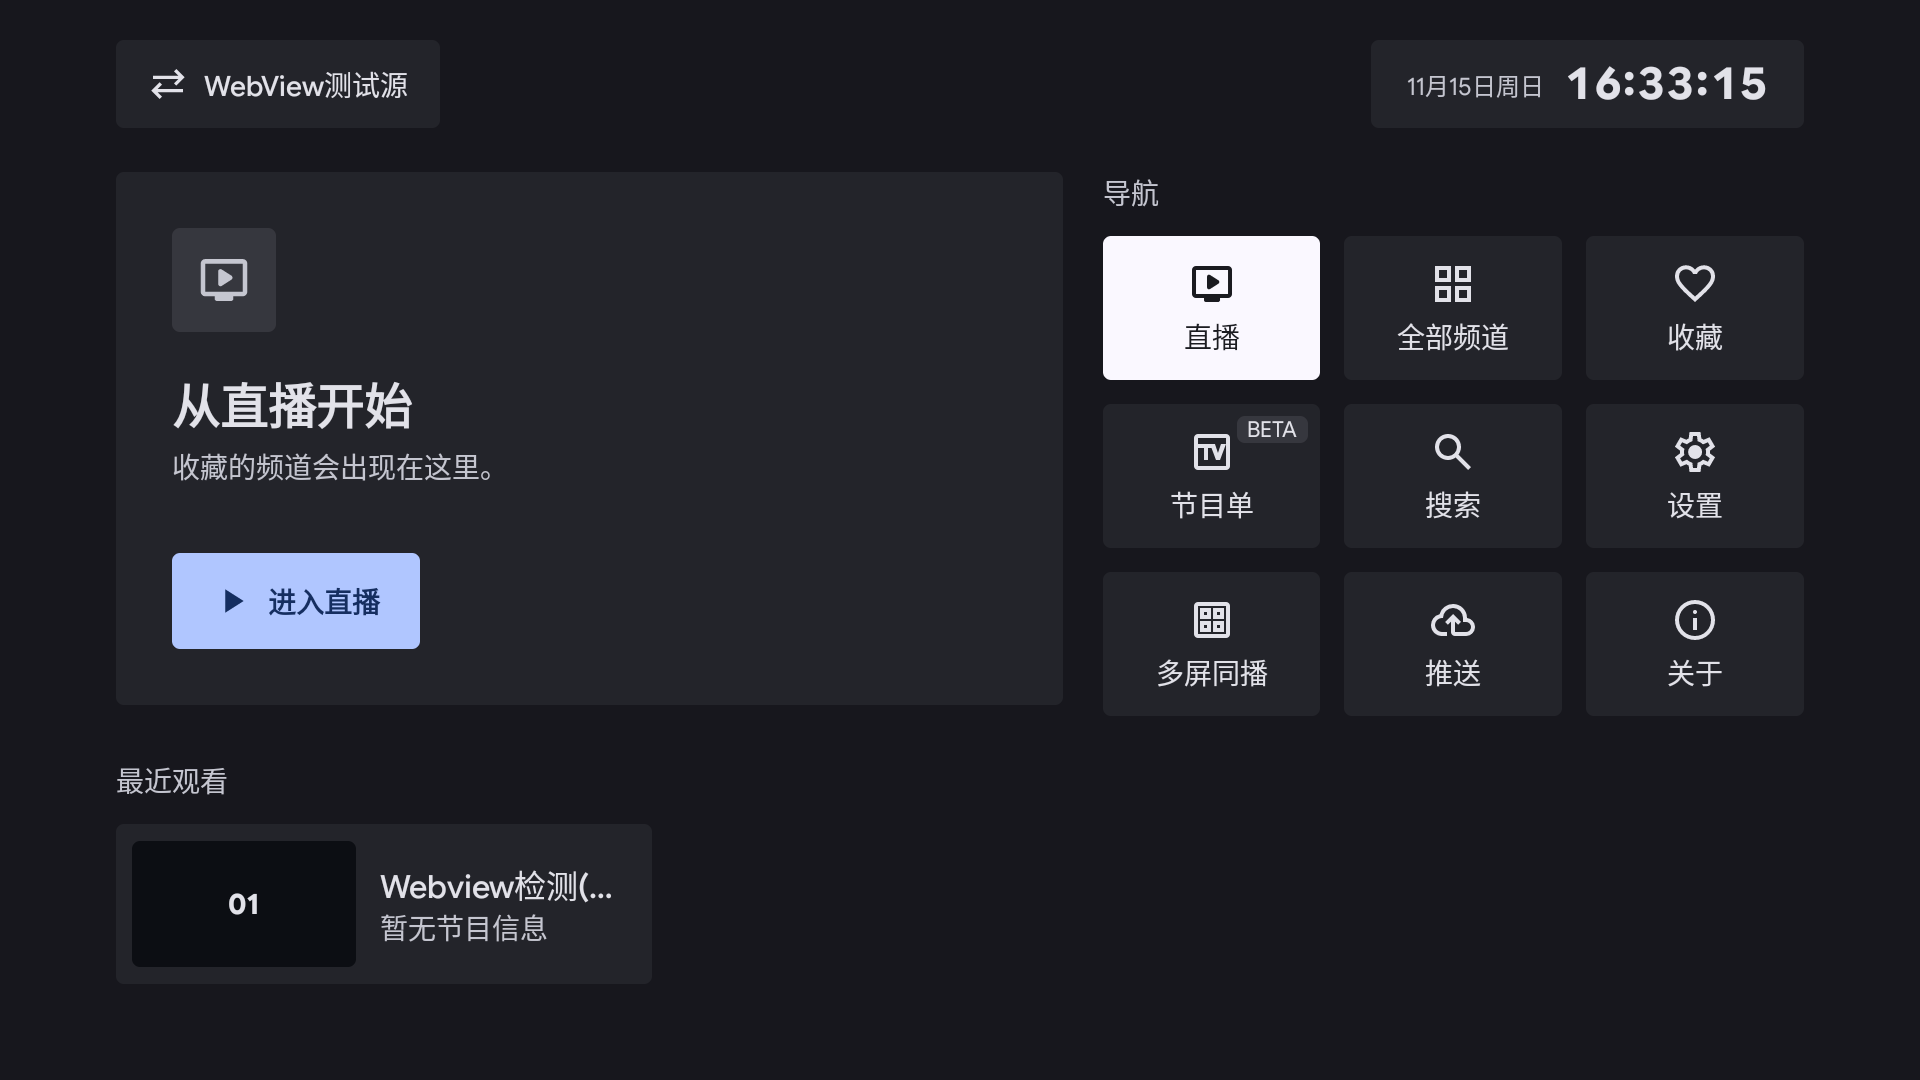 WebView测试源
11月15日周日 16:33:15
从直播开始
收藏的频道会出现在这里。
进入直播
导航
直播
全部频道
收藏
TV
BETA
节目单
搜索
设置
多屏同播
推送
关于
最近观看
01
Webview检测(...
暂无节目信息